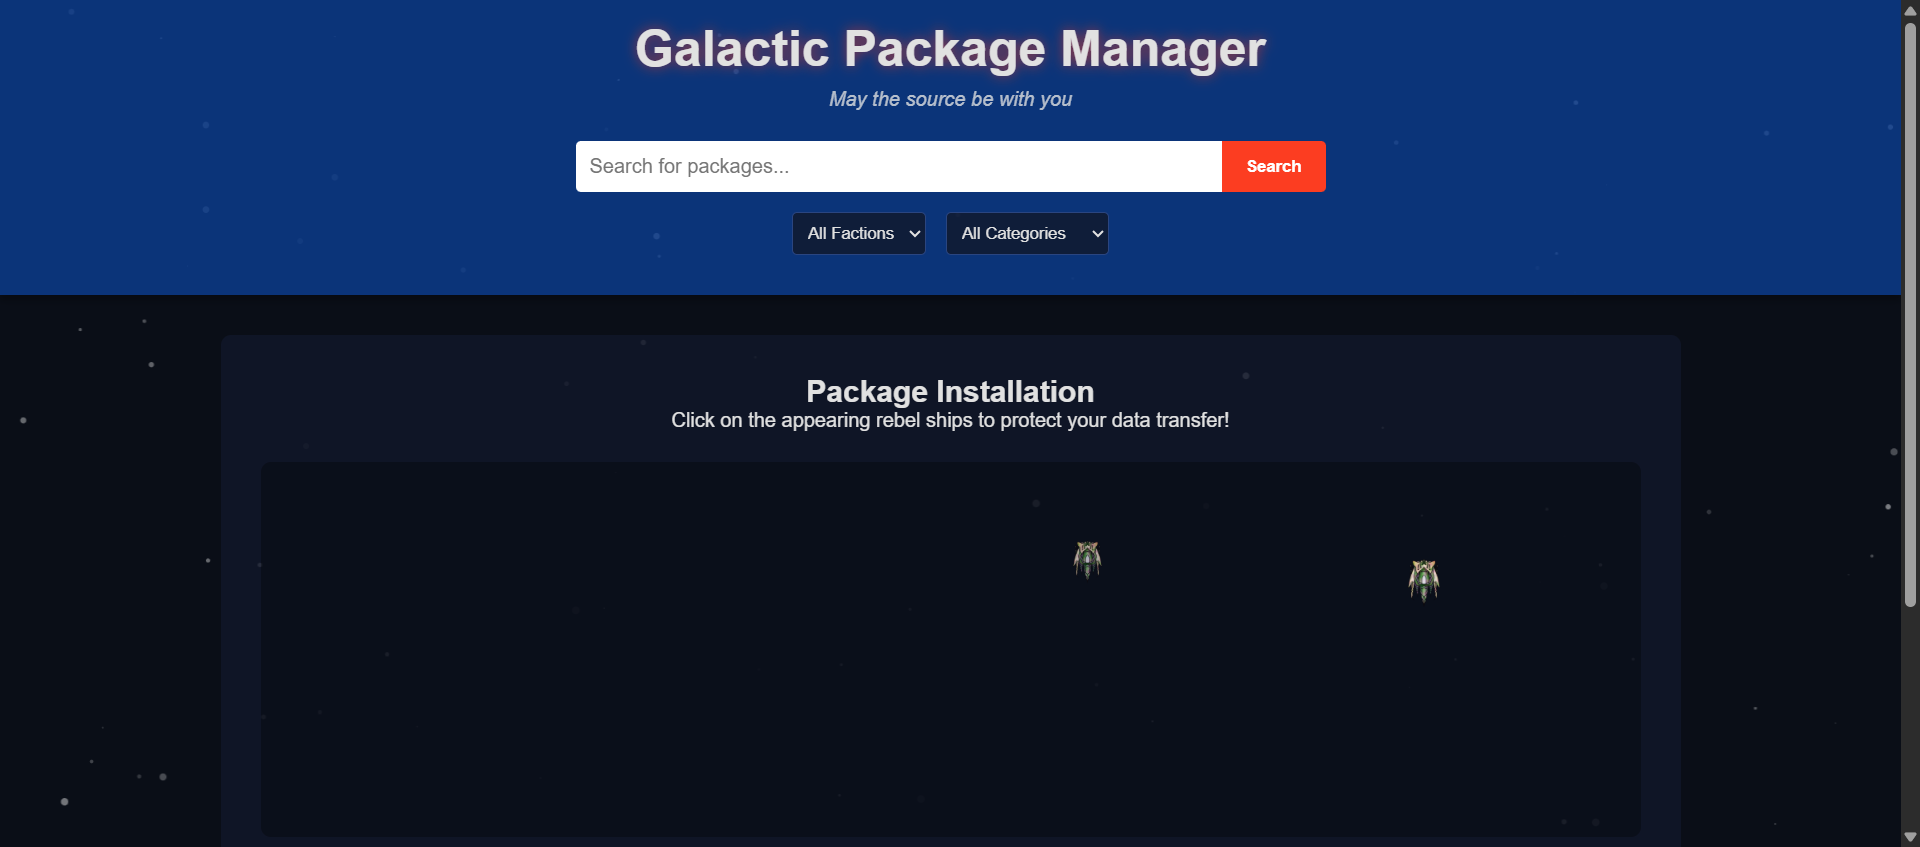 Galactic Package Manager
May the source be with you
Search for packages...
Search
All Factions
All Categories
Package Installation
Click on the appearing rebel ships to protect your data transfer!